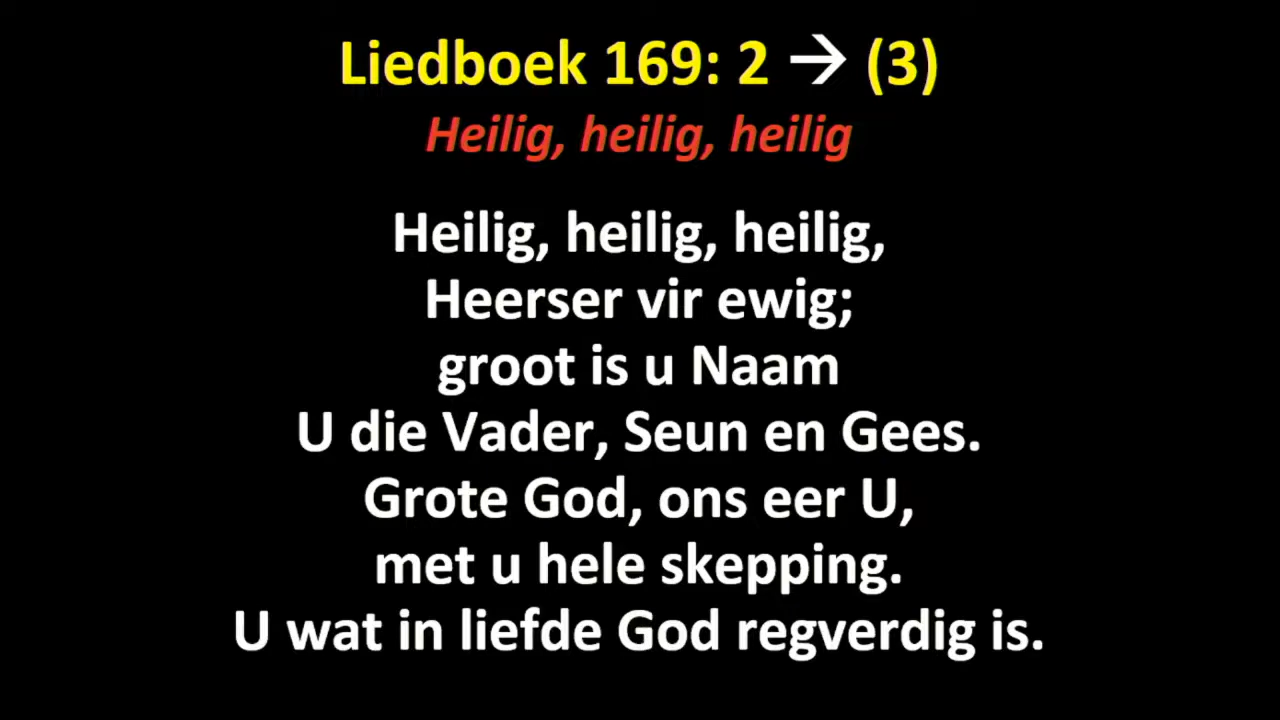 Liedboek 169: 2 → (3)
Heilig, heilig, heilig
Heilig, heilig, heilig,
Heerser vir ewig;
groot is u Naam
U die Vader, Seun en Gees.
Grote God, ons eer U,
met u hele skepping.
U wat in liefde God regverdig is.